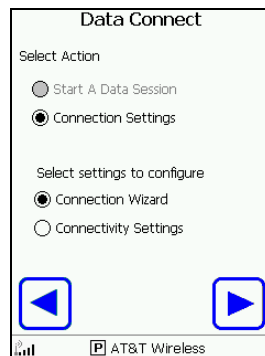 Data Connect
Select Action
Start A Data Session
Connection Settings
Select settings to configure
Connection Wizard
Connectivity Settings
P AT&T Wireless